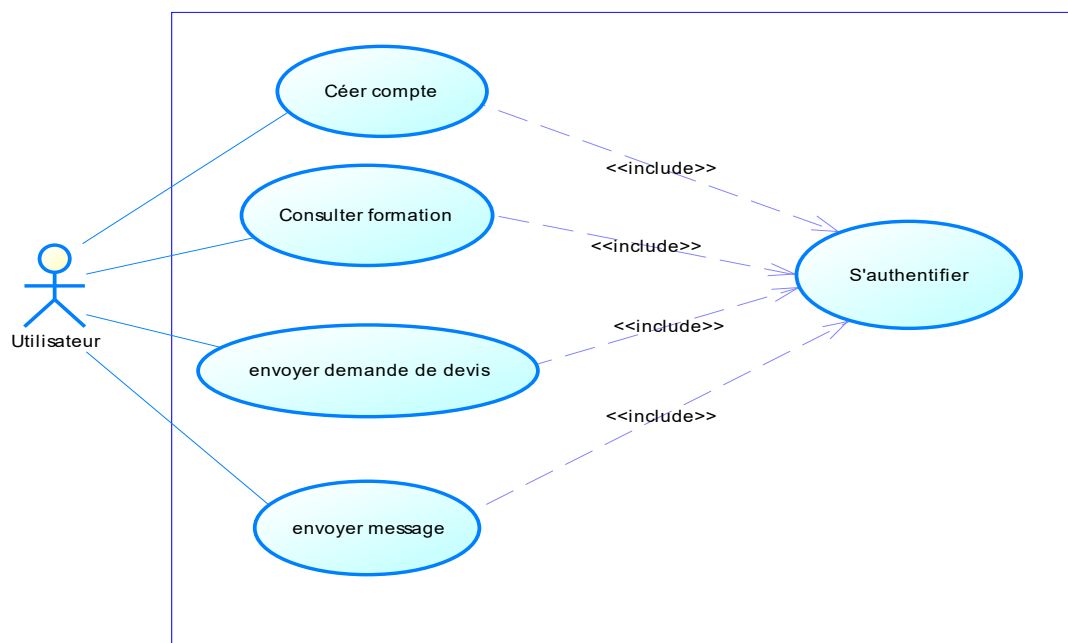 Céer compte
<<include>>
Consulter formation
<<include>>
S'authentifier
Utilisateur
<<include>>
envoyer demande de devis
<<include>>
envoyer message